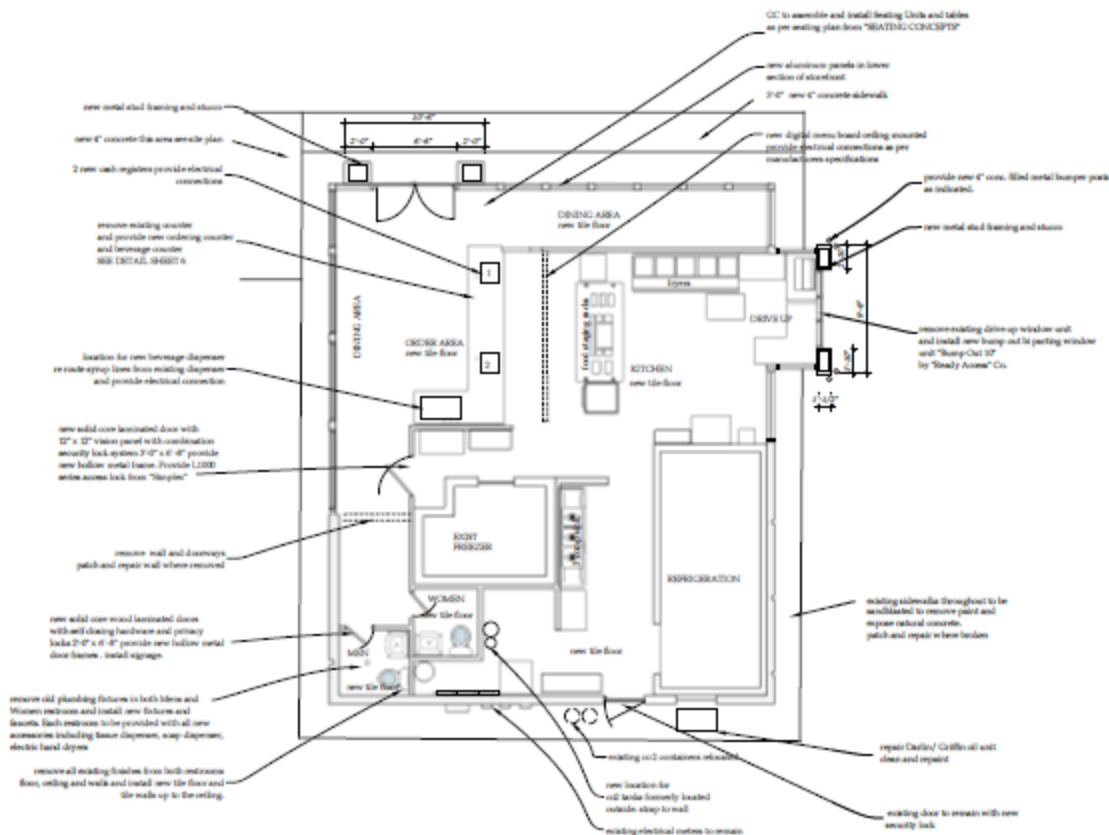 GC to assemble and install Seating Units and tables
as per seating plan from "SEATING CONCEPTS"
new aluminum panels in lower
section of storefront
new metal stud framing and stucco
3'-0" new 4" concrete sidewalk
new 4" concrete this area see site plan
new digital menu board ceiling mounted
provide electrical connections as per
manufacturers specifications
2'-0"
2'-0"
2 new cash registers provide electrical
connections
provide new 4" conc. filled metal bumper posts
as indicated.
DINING AREA
new tile floor
remove existing counter
and provide new ordering counter
and beverage counter
SEE DETAIL SHEET 6
new metal stud framing and stucco
1
fryers
food staging racks
DRIVE UP
DINING AREA
ORDER AREA
new tile floor
remove existing drive up window unit
and install new bump out bi parting window
unit "Bump Out 10"
by "Ready Access" Co.
location for new beverage dispenser
re route syrup lines from existing dispenser
and provide electrical connection
2
KITCHEN
new tile floor
new solid core laminated door with
12" x 12" vision panel with combination
security lock system 3'-0" x 6'-8" provide
new hollow metal frame. Provide L1000
series access lock from "Simplex"
EXIST
FREEZER
remove wall and doorways
patch and repair wall where removed
REFRIGERATION
WOMEN
new tile floor
existing sidewalks throughout to be
sandblasted to remove paint and
expose natural concrete.
patch and repair where broken
new solid core wood laminated doors
with self closing hardware and privacy
locks 3'-0" x 6'-8" provide new hollow metal
door frames . install signage.
MEN
new tile floor
new tile floor
remove old plumbing fixtures in both Mens and
Women restroom and install new fixtures and
faucets. Each restroom to be provided with all new
accessories including tissue dispenser, soap dispenser,
electric hand dryers
remove all existing finishes from both restrooms
floor, ceiling and walls and install new tile floor and
tile walls up to the ceiling.
existing co2 containers relocated
repair Darlin/ Griffin oil unit
clean and repaint
new location for
co2 tanks formerly located
outside. strap to wall
existing door to remain with new
security lock
existing electrical meters to remain